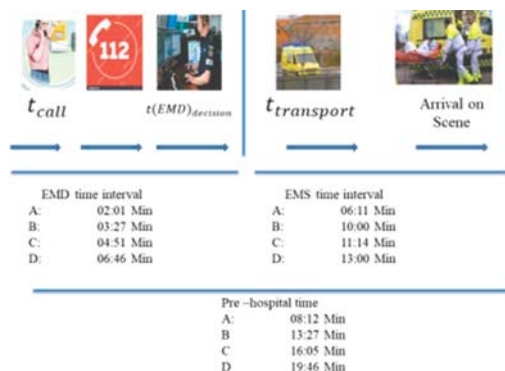 112
t_call
t(EMD)_decision
t_transport
Arrival on
Scene
EMD time interval
A: 02:01 Min
B: 03:27 Min
C: 04:51 Min
D: 06:46 Min
EMS time interval
A: 06:11 Min
B: 10:00 Min
C: 11:14 Min
D: 13:00 Min
Pre –hospital time
A: 08:12 Min
B 13:27 Min
C 16:05 Min
D 19:46 Min